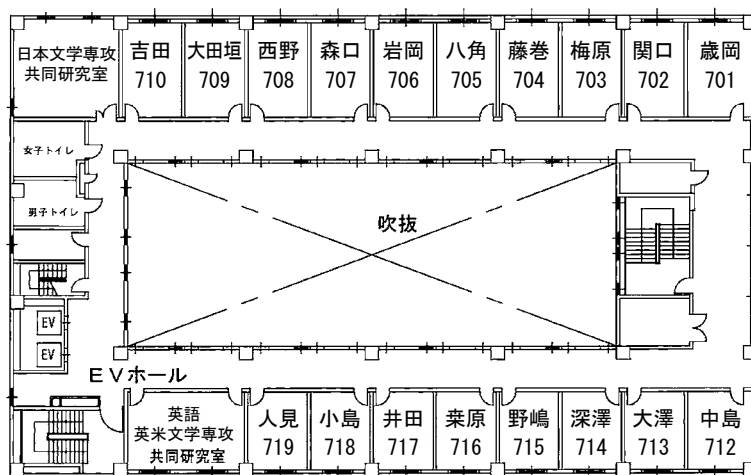 日本文学専攻
共同研究室
吉田
710
大田垣
709
西野
708
森口
707
岩岡
706
八角
705
藤巻
704
梅原
703
関口
702
歳岡
701
女子トイレ
男子トイレ
吹抜
EV
EV
EVホール
英語
英米文学専攻
共同研究室
人見
719
小島
718
井田
717
桒原
716
野嶋
715
深澤
714
大澤
713
中島
712